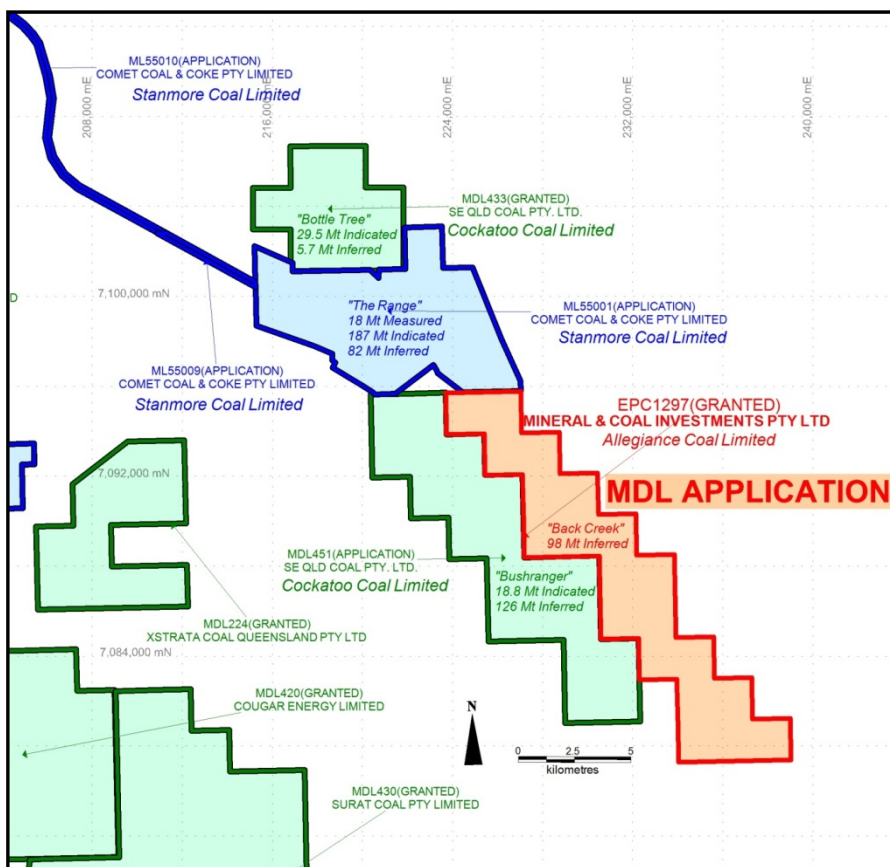 ML55010(APPLICATION)
COMET COAL & COKE PTY LIMITED
Stanmore Coal Limited
208,000 mE
216,000 mE
224,000 mE
232,000 mE
240,000 mE
MDL433(GRANTED)
SE QLD COAL PTY. LTD.
Cockatoo Coal Limited
"Bottle Tree"
29.5 Mt Indicated
5.7 Mt Inferred
D
7,100,000 mN
"The Range"
18 Mt Measured
187 Mt Indicated
82 Mt Inferred
ML55001(APPLICATION)
COMET COAL & COKE PTY LIMITED
Stanmore Coal Limited
ML55009(APPLICATION)
COMET COAL & COKE PTY LIMITED
Stanmore Coal Limited
EPC1297(GRANTED)
MINERAL & COAL INVESTMENTS PTY LTD
Allegiance Coal Limited
7,092,000 mN
MDL APPLICATION
"Back Creek"
98 Mt Inferred
MDL451(APPLICATION)
SE QLD COAL PTY. LTD.
Cockatoo Coal Limited
"Bushranger"
18.8 Mt Indicated
126 Mt Inferred
MDL224(GRANTED)
XSTRATA COAL QUEENSLAND PTY LTD
7,084,000 mN
MDL420(GRANTED)
COUGAR ENERGY LIMITED
N
0 2.5 5
kilometres
MDL430(GRANTED)
SURAT COAL PTY LIMITED